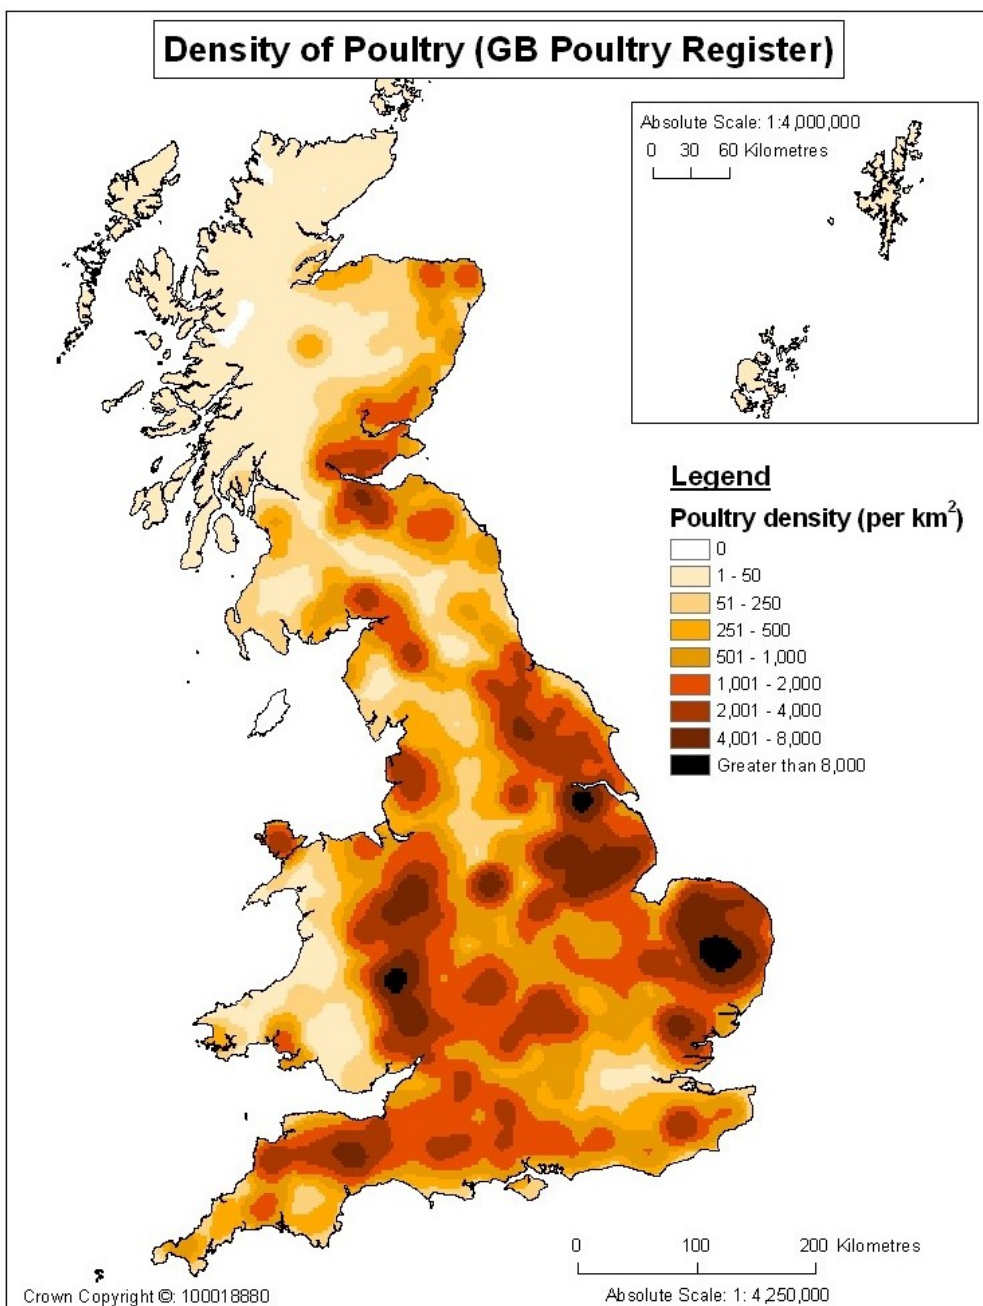 Density of Poultry (GB Poultry Register)
Absolute Scale: 1:4,000,000
0 30 60 Kilometres
Legend
Poultry density (per km²)
0
1 - 50
51 - 250
251 - 500
501 - 1,000
1,001 - 2,000
2,001 - 4,000
4,001 - 8,000
Greater than 8,000
0 100 200 Kilometres
Absolute Scale: 1: 4,250,000
Crown Copyright ©: 100018880